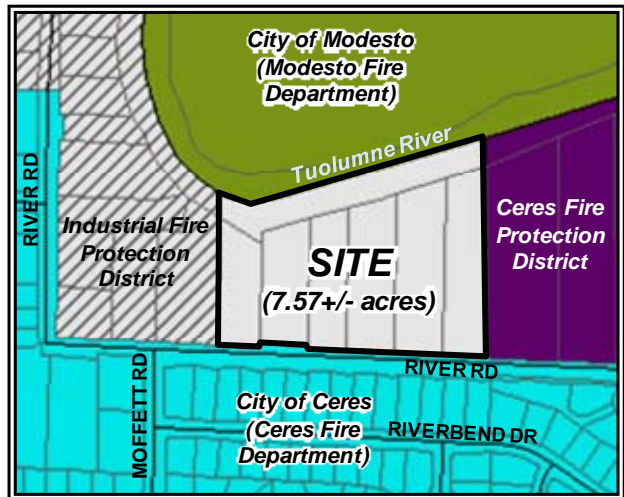 City of Modesto
(Modesto Fire
Department)
Tuolumne River
RIVER RD
Industrial Fire
Protection
District
Ceres Fire
Protection
District
SITE
(7.57+/- acres)
RIVER RD
MOFFETT RD
City of Ceres
(Ceres Fire
Department)
RIVERBEND DR